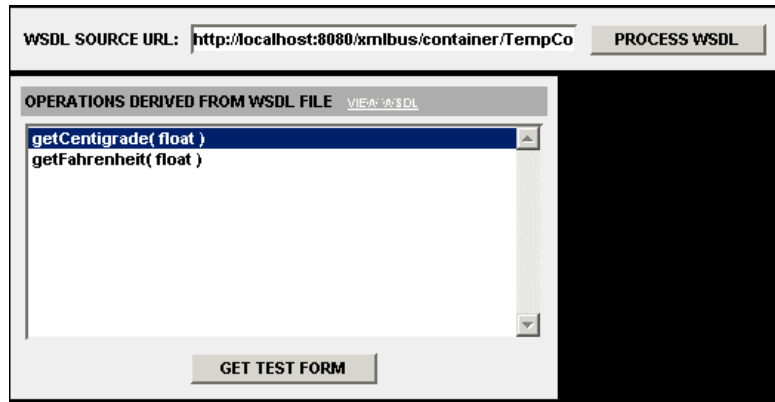 WSDL SOURCE URL: http://localhost:8080/xmlbus/container/TempCo PROCESS WSDL
OPERATIONS DERIVED FROM WSDL FILE VIEW WSDL
getCentigrade( float )
getFahrenheit( float )
GET TEST FORM